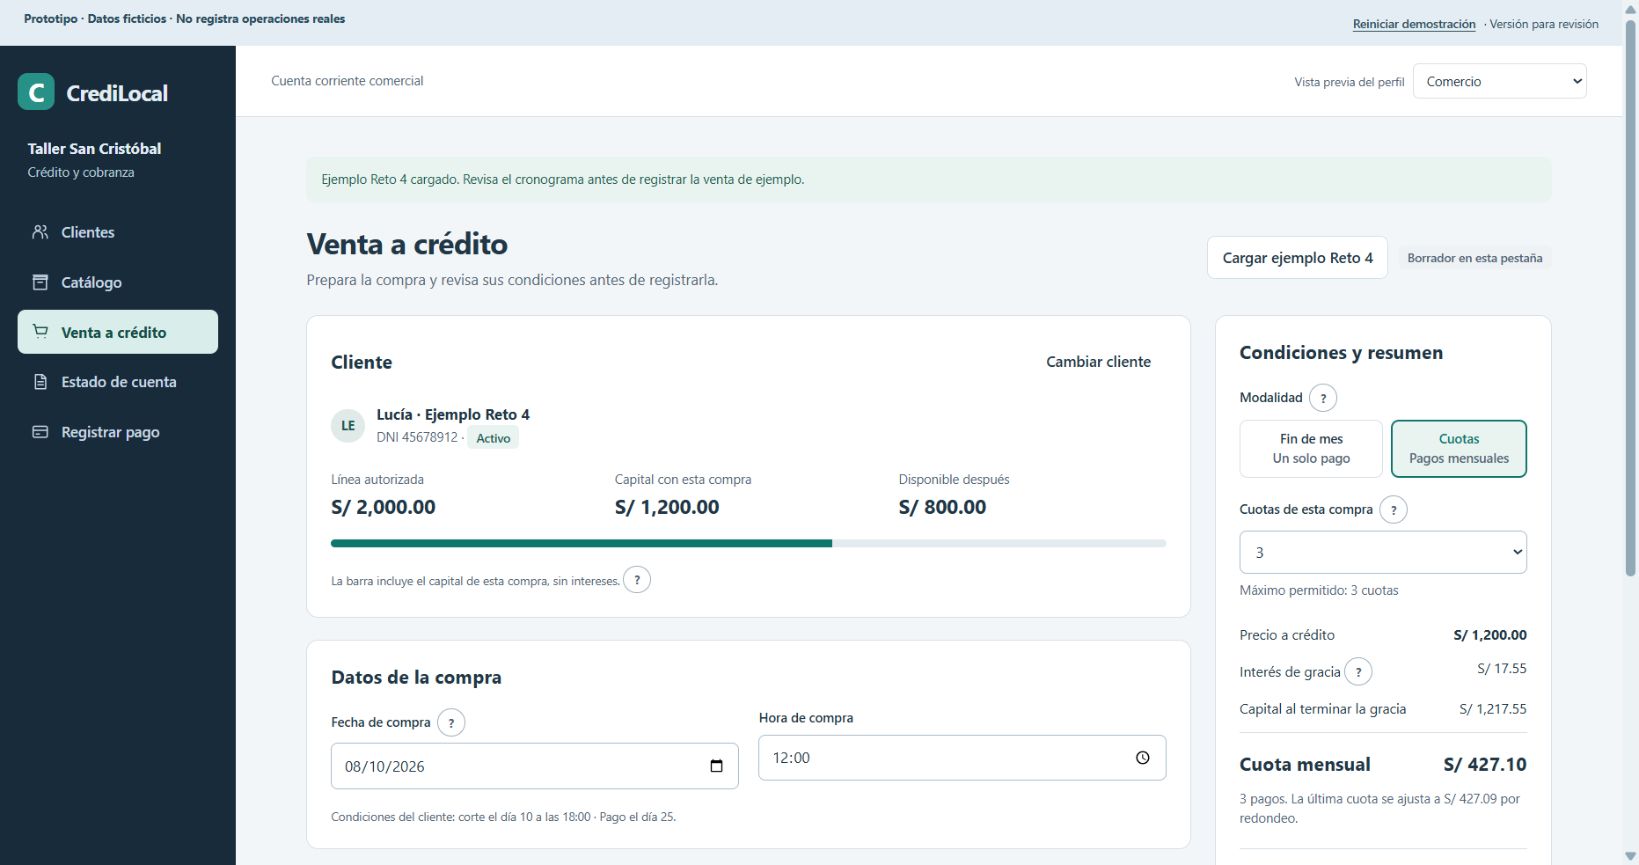 Prototipo · Datos ficticios · No registra operaciones reales
Reiniciar demostración · Versión para revisión
C CrediLocal
Taller San Cristóbal
Crédito y cobranza
Clientes
Catálogo
Venta a crédito
Estado de cuenta
Registrar pago
Cuenta corriente comercial
Vista previa del perfil Comercio
Ejemplo Reto 4 cargado. Revisa el cronograma antes de registrar la venta de ejemplo.
Venta a crédito
Prepara la compra y revisa sus condiciones antes de registrarla.
Cargar ejemplo Reto 4 Borrador en esta pestaña
Cliente Cambiar cliente
LE
Lucía · Ejemplo Reto 4
DNI 45678912 · Activo
Línea autorizada Capital con esta compra Disponible después
S/ 2,000.00 S/ 1,200.00 S/ 800.00
La barra incluye el capital de esta compra, sin intereses. ?
Datos de la compra
Fecha de compra ? Hora de compra
08/10/2026 12:00
Condiciones del cliente: corte el día 10 a las 18:00 · Pago el día 25.
Condiciones y resumen
Modalidad ?
Fin de mes
Un solo pago
Cuotas
Pagos mensuales
Cuotas de esta compra ?
3
Máximo permitido: 3 cuotas
Precio a crédito S/ 1,200.00
Interés de gracia ? S/ 17.55
Capital al terminar la gracia S/ 1,217.55
Cuota mensual S/ 427.10
3 pagos. La última cuota se ajusta a S/ 427.09 por
redondeo.